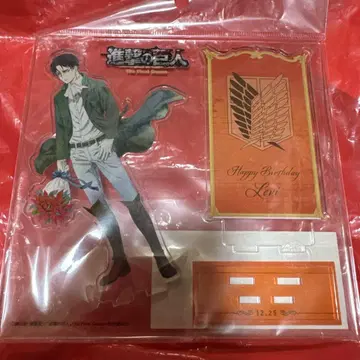 進撃の巨人
The Final Season
Happy Birthday
Levi
12.25